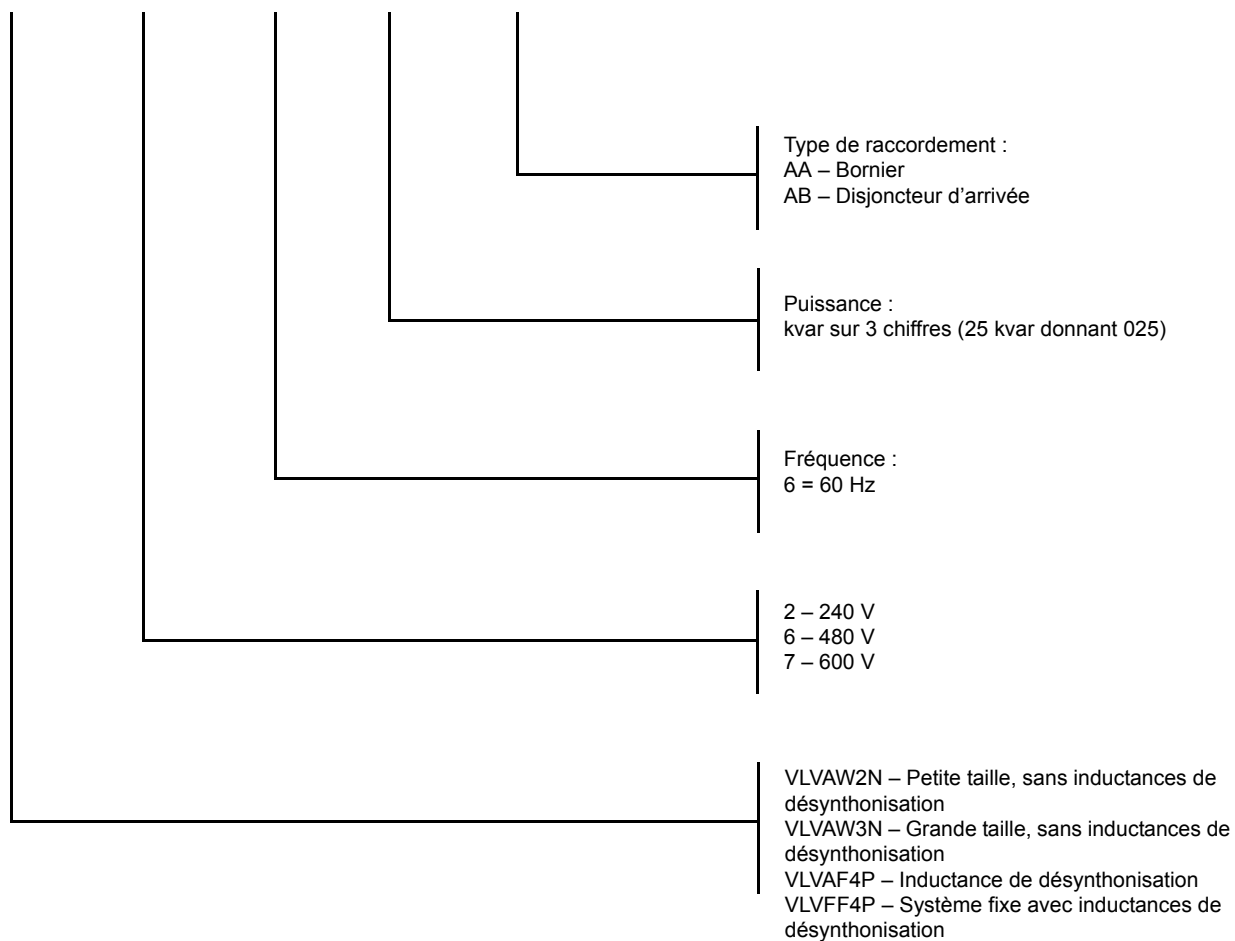 Type de raccordement :
AA – Bornier
AB – Disjoncteur d’arrivée
Puissance :
kvar sur 3 chiffres (25 kvar donnant 025)
Fréquence :
6 = 60 Hz
2 – 240 V
6 – 480 V
7 – 600 V
VLVAW2N – Petite taille, sans inductances de
désynthonisation
VLVAW3N – Grande taille, sans inductances de
désynthonisation
VLVAF4P – Inductance de désynthonisation
VLVFF4P – Système fixe avec inductances de
désynthonisation